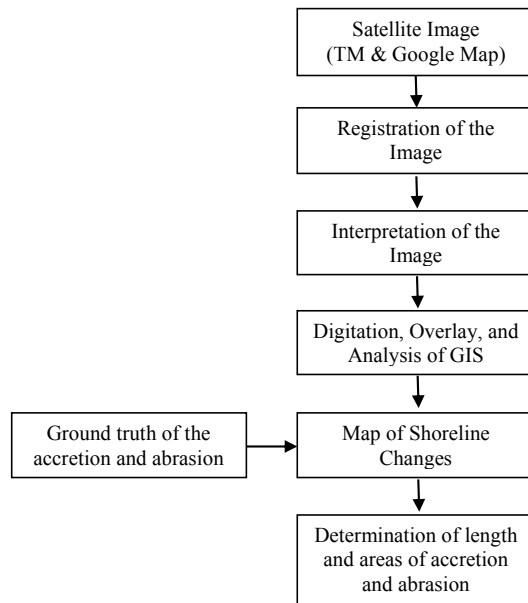 Satellite Image
(TM & Google Map)
Registration of the
Image
Interpretation of the
Image
Digitation, Overlay, and
Analysis of GIS
Ground truth of the
accretion and abrasion
Map of Shoreline
Changes
Determination of length
and areas of accretion
and abrasion